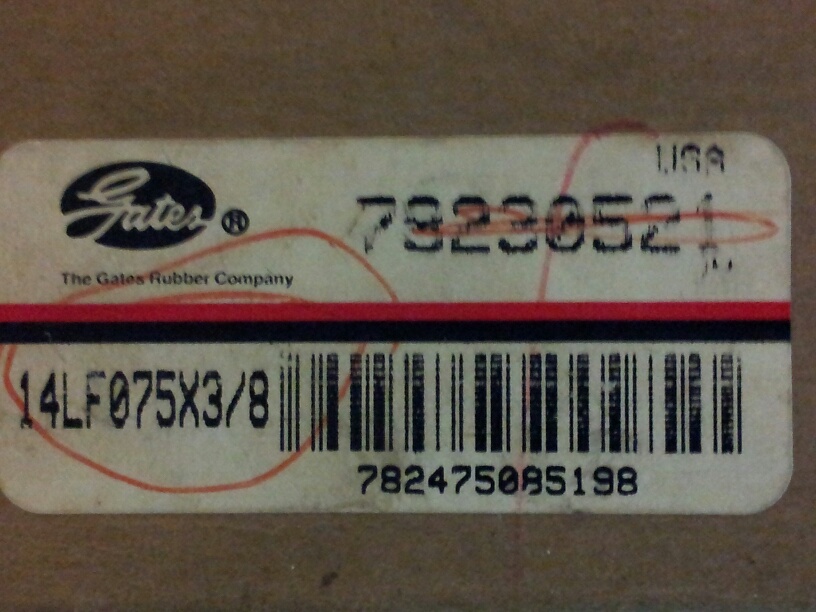 USA
Gates®
79230521
The Gates Rubber Company
14LF075X3/8
782475085198